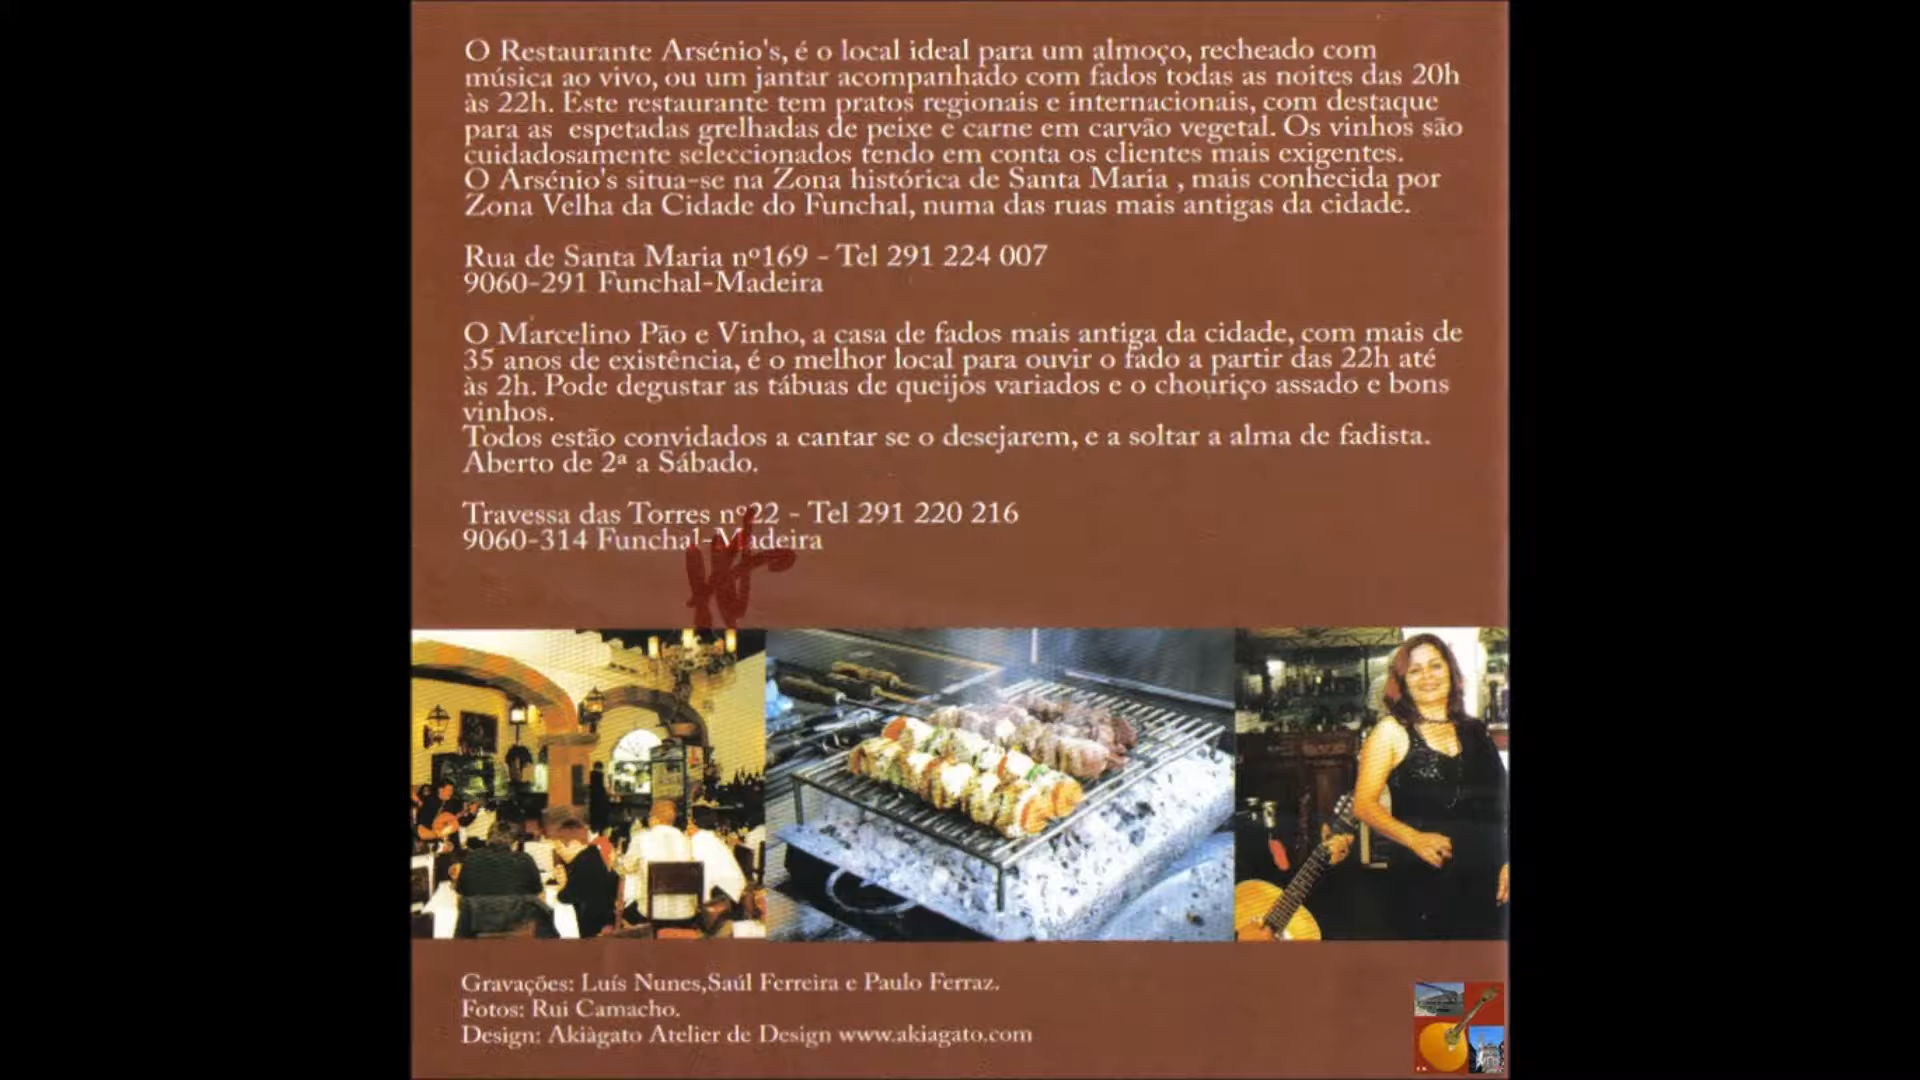 O Restaurante Arsénio's, é o local ideal para um almoço, recheado com
música ao vivo, ou um jantar acompanhado com fados todas as noites das 20h
às 22h. Este restaurante tem pratos regionais e internacionais, com destaque
para as espetadas grelhadas de peixe e carne em carvão vegetal. Os vinhos são
cuidadosamente seleccionados tendo em conta os clientes mais exigentes.
O Arsénio's situa-se na Zona histórica de Santa Maria , mais conhecida por
Zona Velha da Cidade do Funchal, numa das ruas mais antigas da cidade.
Rua de Santa Maria nº169 - Tel 291 224 007
9060-291 Funchal-Madeira
O Marcelino Pão e Vinho, a casa de fados mais antiga da cidade, com mais de
35 anos de existência, é o melhor local para ouvir o fado a partir das 22h até
às 2h. Pode degustar as tábuas de queijos variados e o chouriço assado e bons
vinhos.
Todos estão convidados a cantar se o desejarem, e a soltar a alma de fadista.
Aberto de 2ª a Sábado.
Travessa das Torres nº22 - Tel 291 220 216
9060-314 Funchal-Madeira
Gravações: Luís Nunes,Saúl Ferreira e Paulo Ferraz.
Fotos: Rui Camacho.
Design: Akiàgato Atelier de Design www.akiagato.com